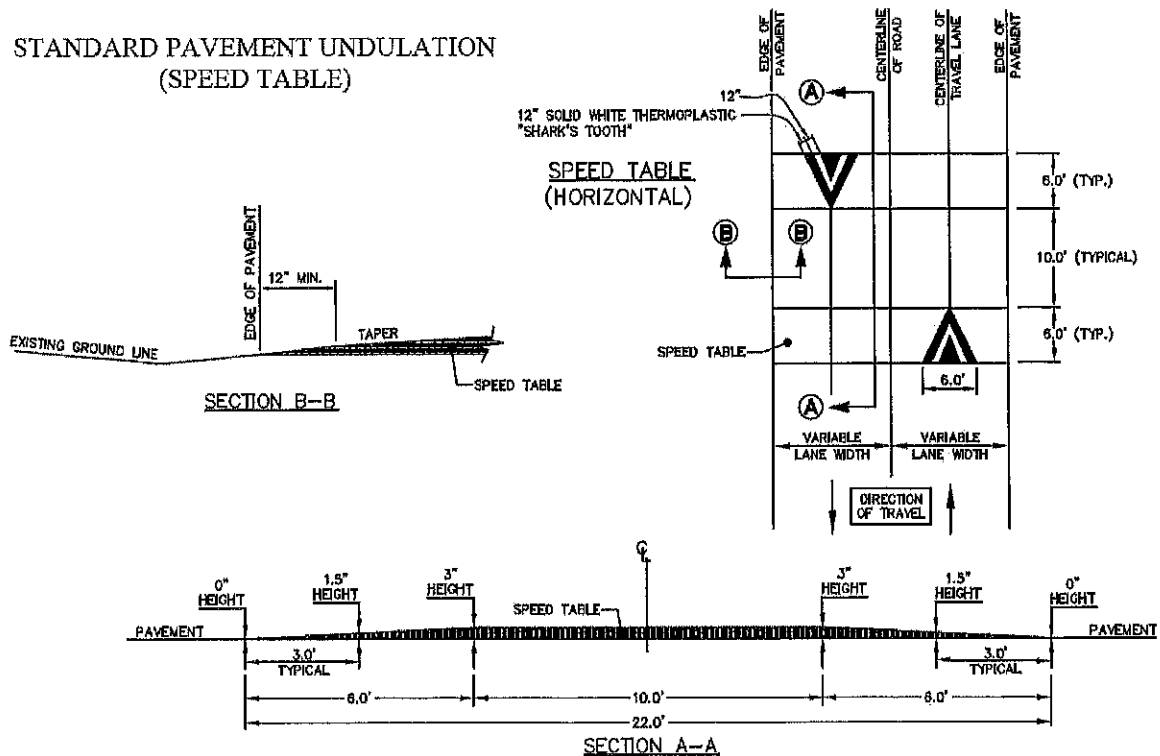 STANDARD PAVEMENT UNDULATION
(SPEED TABLE)
EDGE OF
PAVEMENT
CENTERLINE
OF ROAD
CENTERLINE OF
TRAVEL LANE
EDGE OF
PAVEMENT
12"
12" SOLID WHITE THERMOPLASTIC
"SHARK'S TOOTH"
SPEED TABLE
(HORIZONTAL)
A
B
B
A
6.0' (TYP.)
10.0' (TYPICAL)
6.0' (TYP.)
SPEED TABLE
6.0'
VARIABLE
LANE WIDTH
VARIABLE
LANE WIDTH
DIRECTION
OF TRAVEL
EDGE OF PAVEMENT
12" MIN.
TAPER
EXISTING GROUND LINE
SPEED TABLE
SECTION B-B
℄
0"
HEIGHT
1.5"
HEIGHT
3"
HEIGHT
SPEED TABLE
3"
HEIGHT
1.5"
HEIGHT
0"
HEIGHT
PAVEMENT
PAVEMENT
3.0'
TYPICAL
3.0'
TYPICAL
6.0'
10.0'
6.0'
22.0'
SECTION A-A